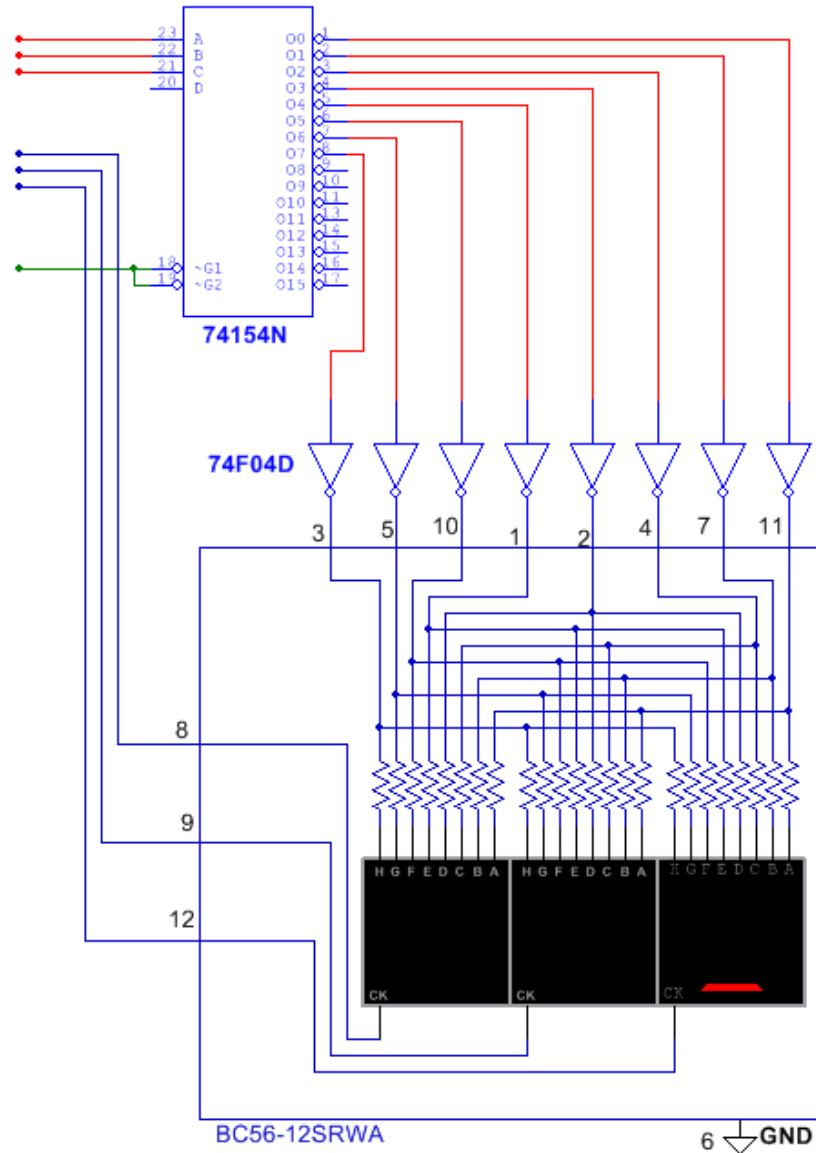 23 A O0 1
22 B O1 2
21 C O2 3
20 D O3 4
O4 5
O5 6
O6 7
O7 8
O8 9
O9 10
O10 11
O11 13
O12 14
O13 15
18 ~G1 O14 16
19 ~G2 O15 17
74154N
74F04D
3 5 10 1 2 4 7 11
8
9
12
H G F E D C B A H G F E D C B A H G F E D C B A
CK CK CK
BC56-12SRWA
6 GND